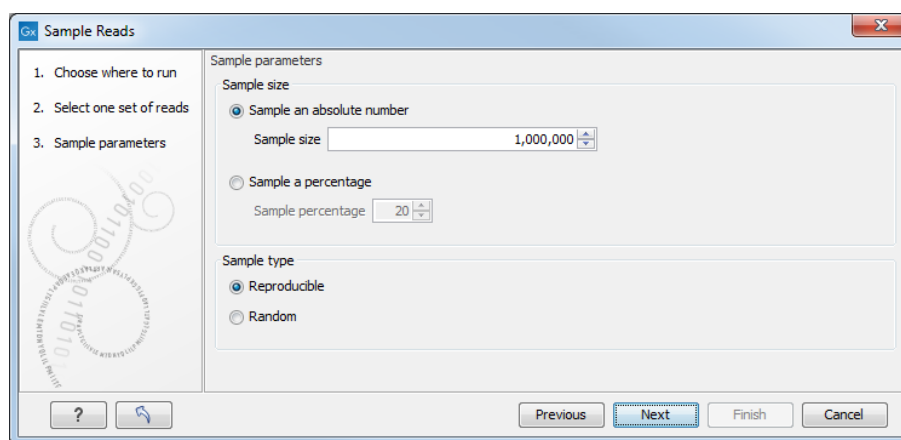 Gx Sample Reads
1. Choose where to run
2. Select one set of reads
3. Sample parameters
Sample parameters
Sample size
Sample an absolute number
Sample size 1,000,000
Sample a percentage
Sample percentage 20
Sample type
Reproducible
Random
? Previous Next Finish Cancel